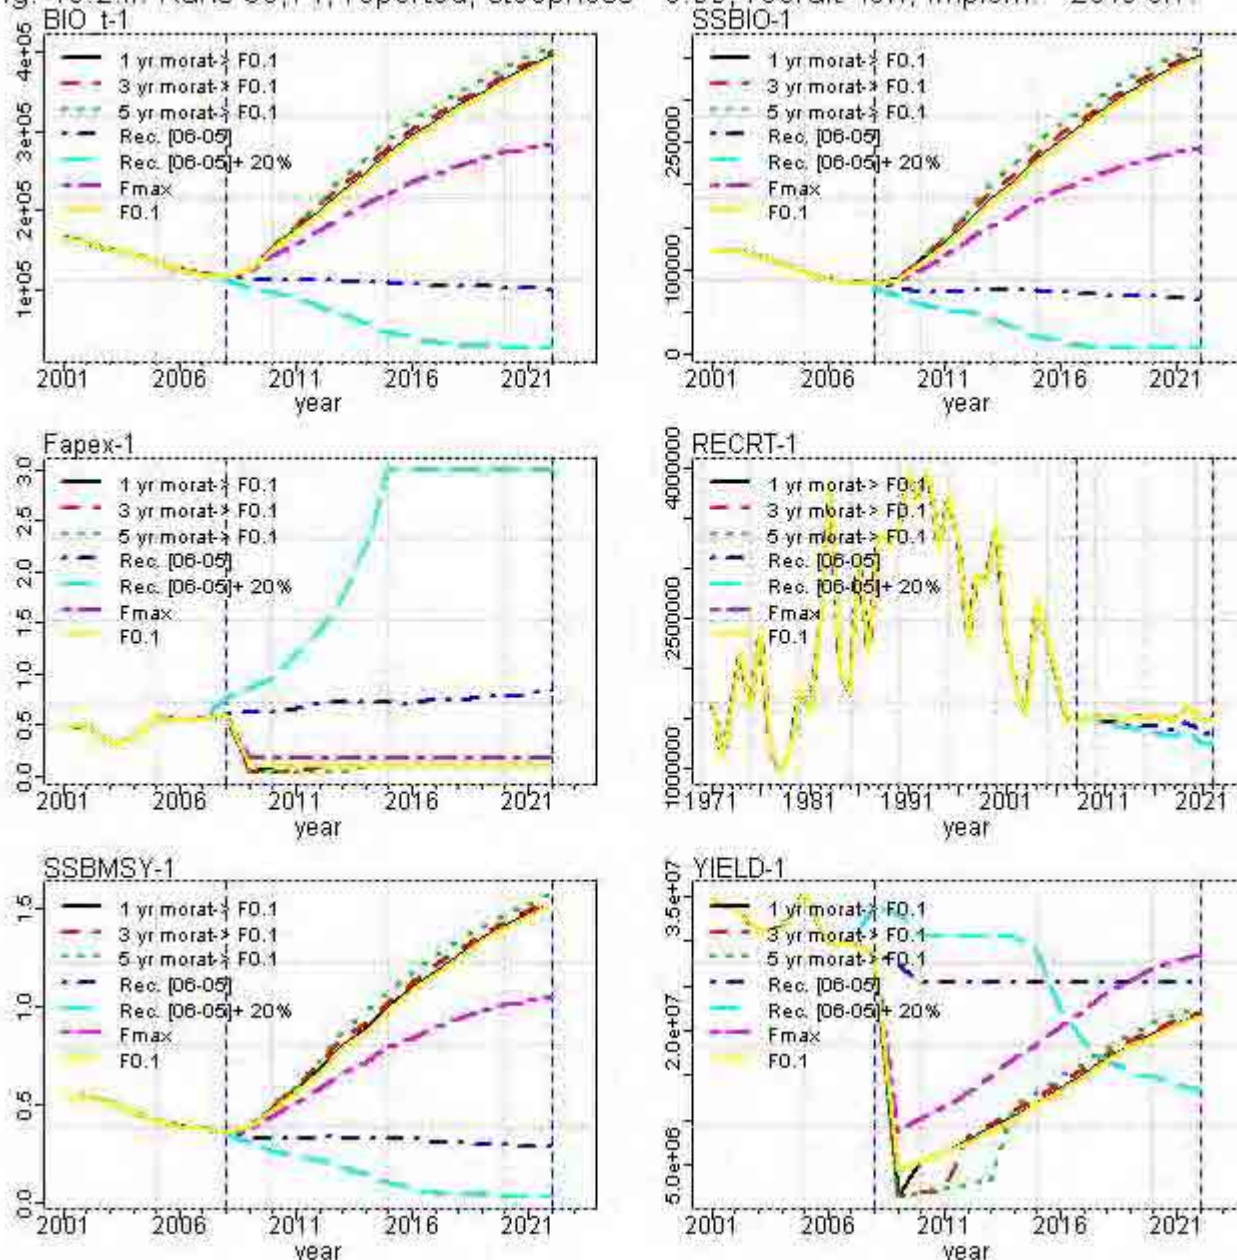 BIO_t-1
4e+05
3e+05
2e+05
1e+05
1 yr morat-> F0.1
3 yr morat-> F0.1
5 yr morat-> F0.1
Rec. [06-05]
Rec. [06-05]+ 20%
Fmax
F0.1
2001 2006 2011 2016 2021
year
SSBIO-1
2500000
1000000
0
1 yr morat-> F0.1
3 yr morat-> F0.1
5 yr morat-> F0.1
Rec. [06-05]
Rec. [06-05]+ 20%
Fmax
F0.1
2001 2006 2011 2016 2021
year
Fapex-1
3.0
2.5
2.0
1.5
1.0
0.5
0.0
1 yr morat-> F0.1
3 yr morat-> F0.1
5 yr morat-> F0.1
Rec. [06-05]
Rec. [06-05]+ 20%
Fmax
F0.1
2001 2006 2011 2016 2021
year
RECRT-1
4000000
2500000
1000000
1 yr morat-> F0.1
3 yr morat-> F0.1
5 yr morat-> F0.1
Rec. [06-05]
Rec. [06-05]+ 20%
Fmax
F0.1
1971 1981 1991 2001 2011 2021
year
SSBMSY-1
1.5
1.0
0.5
0.0
1 yr morat-> F0.1
3 yr morat-> F0.1
5 yr morat-> F0.1
Rec. [06-05]
Rec. [06-05]+ 20%
Fmax
F0.1
2001 2006 2011 2016 2021
year
YIELD-1
3.5e+07
2.0e+07
5.0e+06
1 yr morat-> F0.1
3 yr morat-> F0.1
5 yr morat-> F0.1
Rec. [06-05]
Rec. [06-05]+ 20%
Fmax
F0.1
2001 2006 2011 2016 2021
year